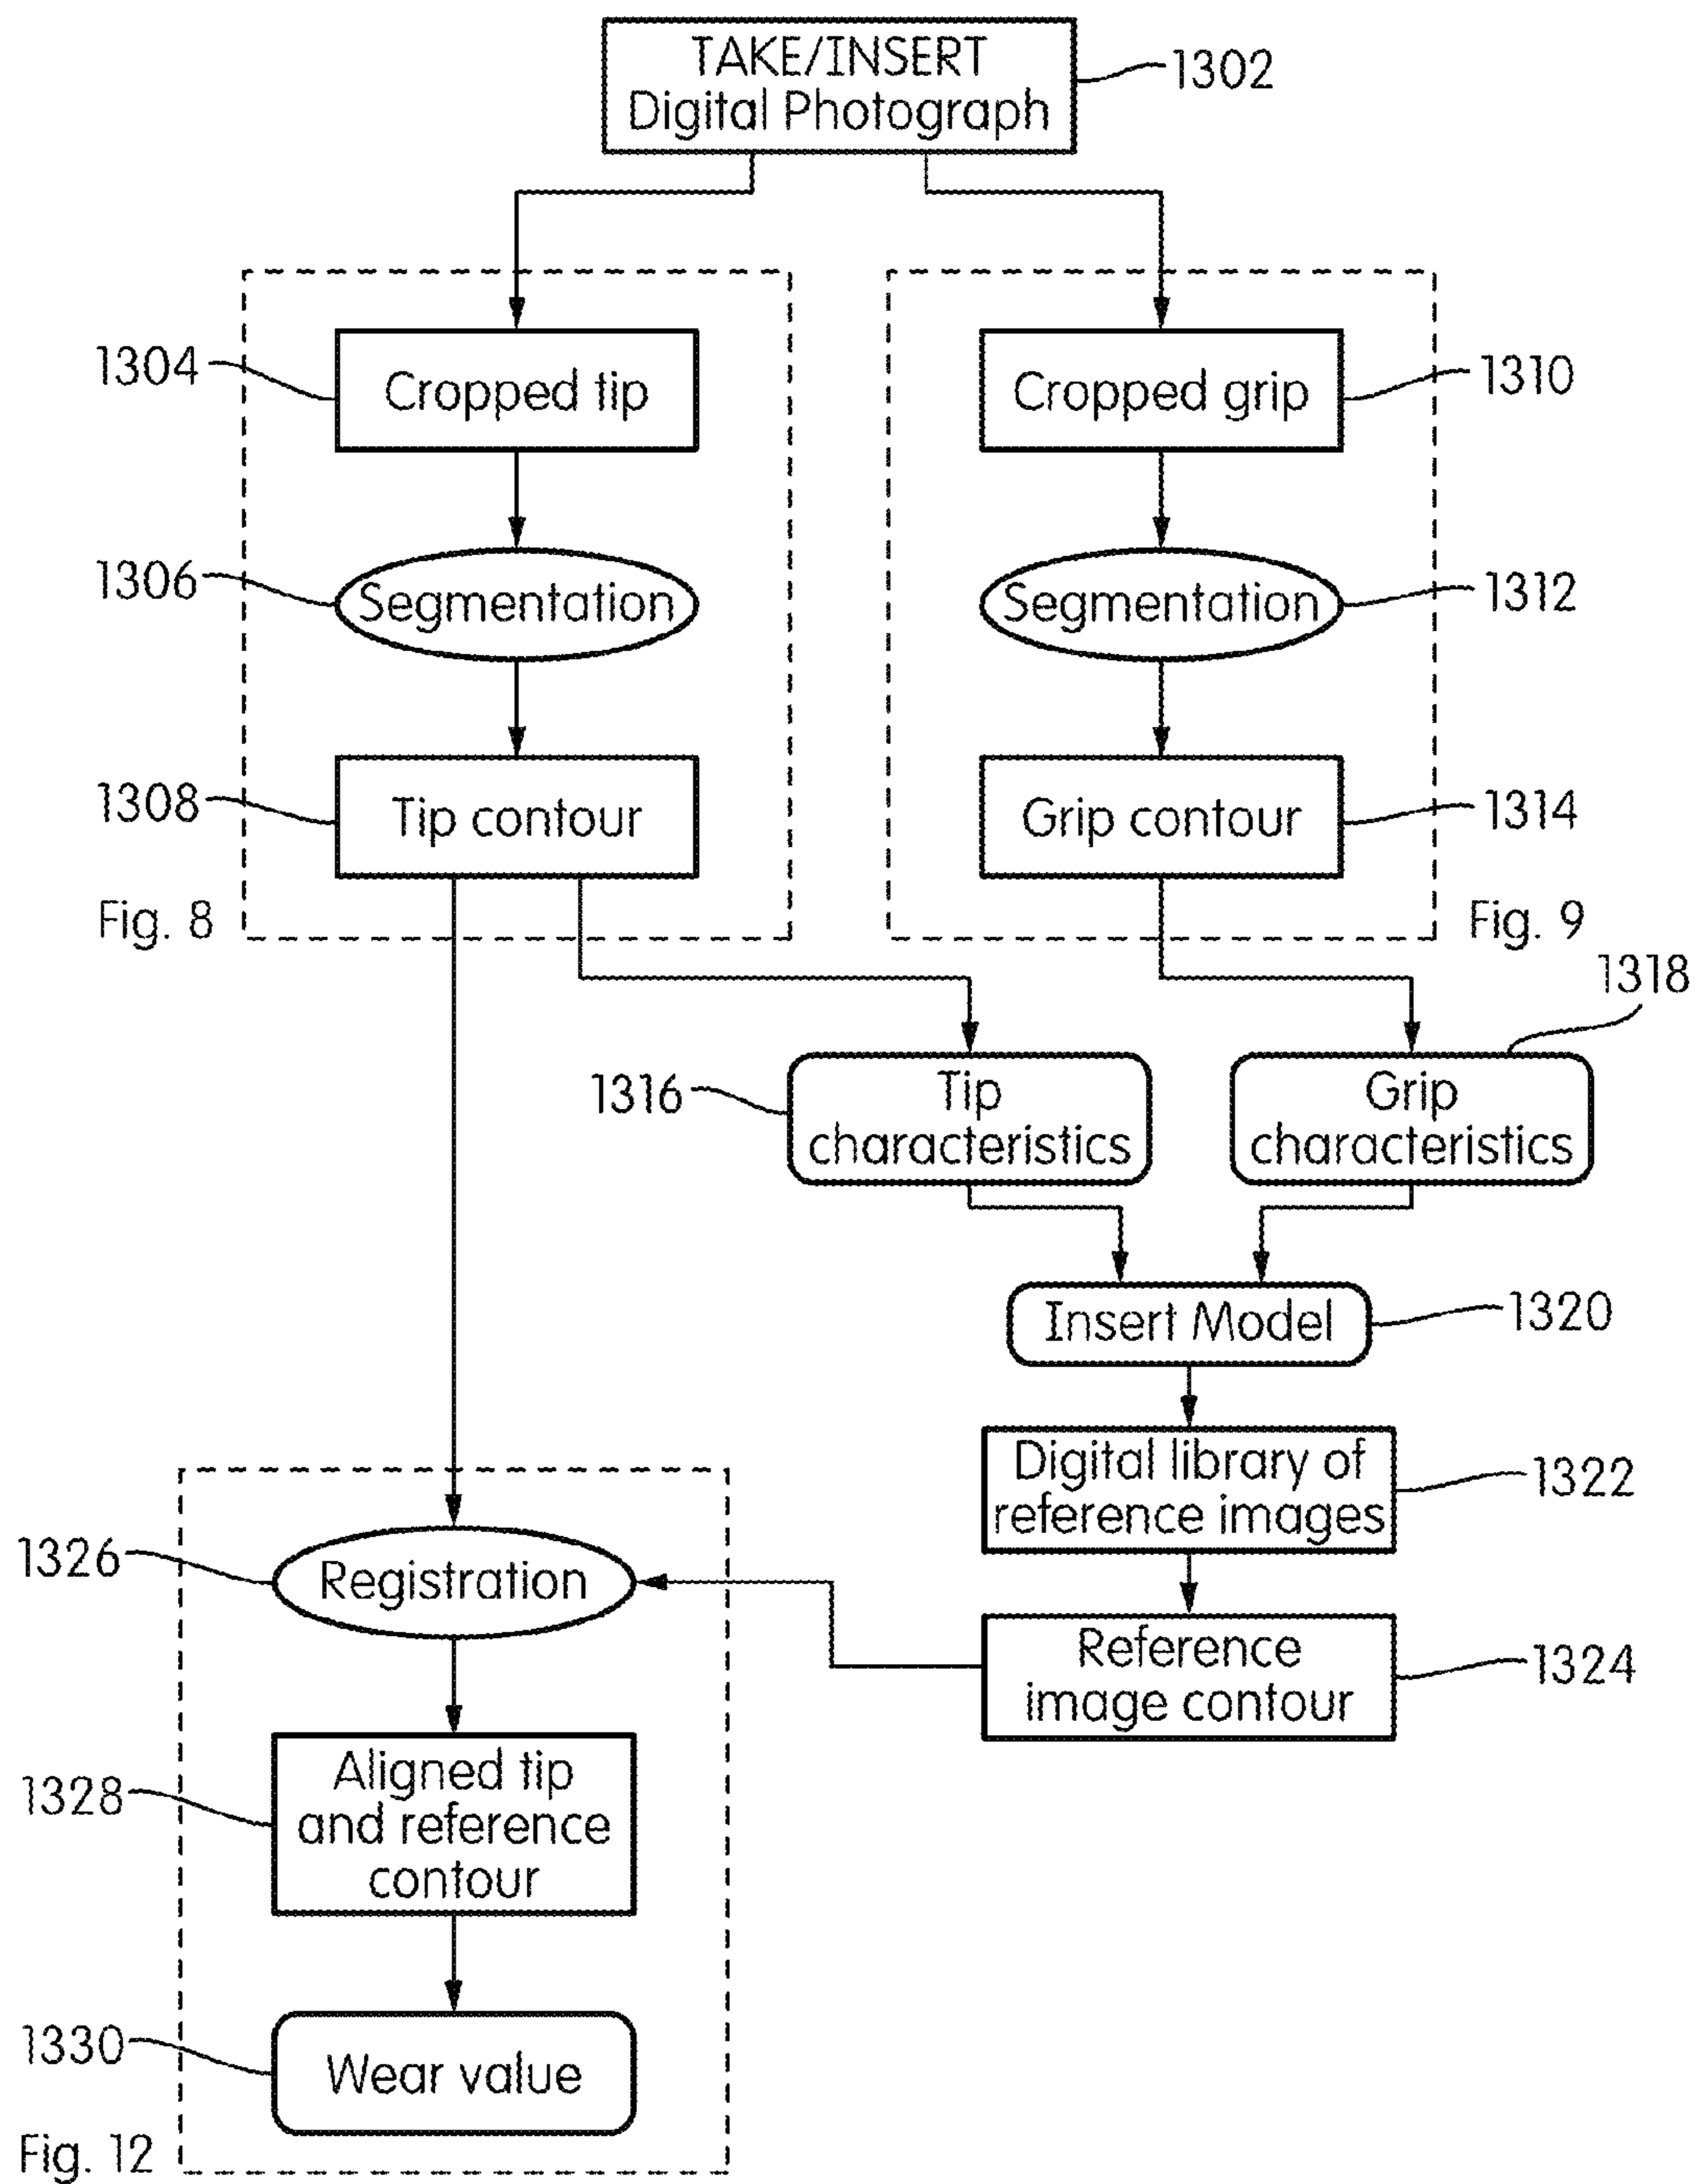 TAKE/INSERT
Digital Photograph
1302
1304
Cropped tip
Cropped grip
1310
1306
Segmentation
Segmentation
1312
1308
Tip contour
Grip contour
1314
Fig. 8
Fig. 9
1318
1316
Tip
characteristics
Grip
characteristics
Insert Model
1320
Digital library of
reference images
1322
1326
Registration
Reference
image contour
1324
1328
Aligned tip
and reference
contour
1330
Wear value
Fig. 12